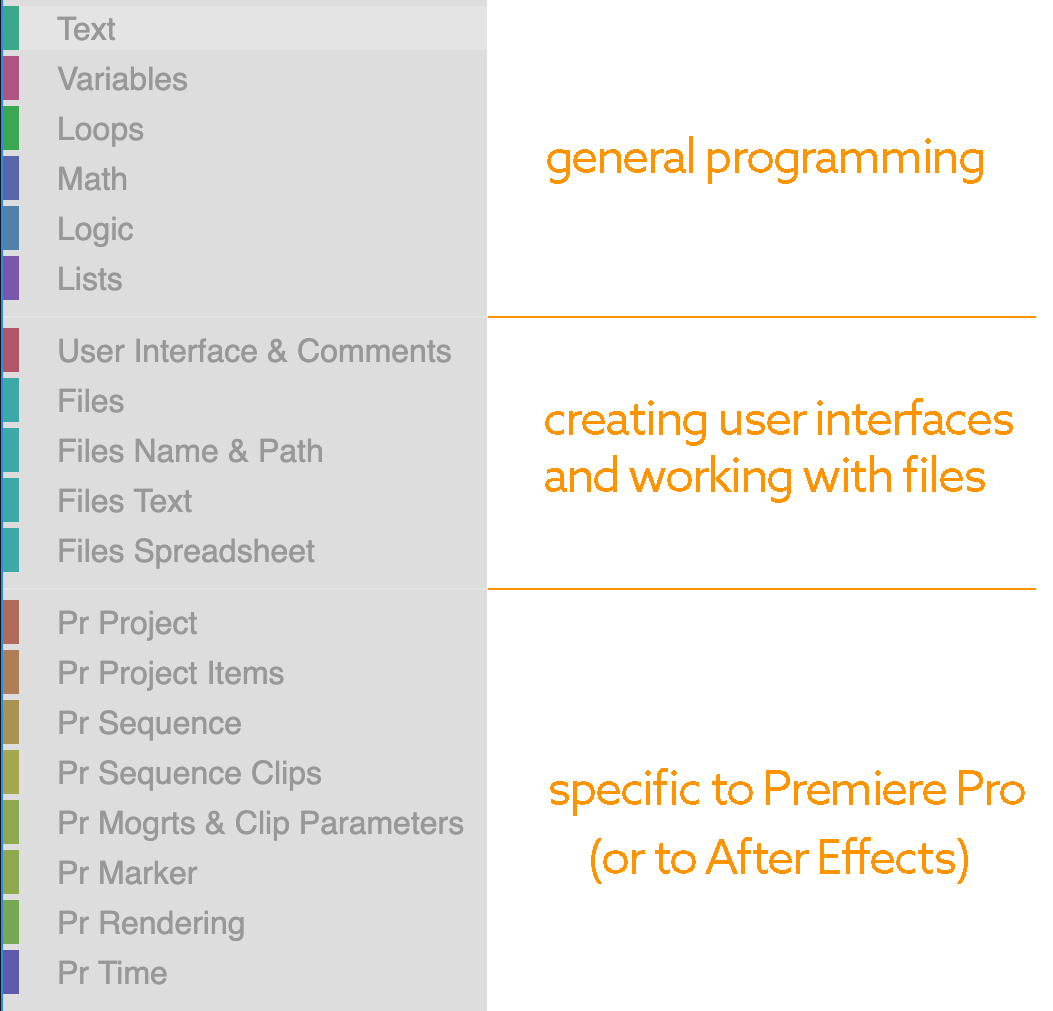 Text
Variables
Loops
Math
Logic
Lists
general programming
User Interface & Comments
Files
Files Name & Path
Files Text
Files Spreadsheet
creating user interfaces
and working with files
Pr Project
Pr Project Items
Pr Sequence
Pr Sequence Clips
Pr Mogrts & Clip Parameters
Pr Marker
Pr Rendering
Pr Time
specific to Premiere Pro
(or to After Effects)